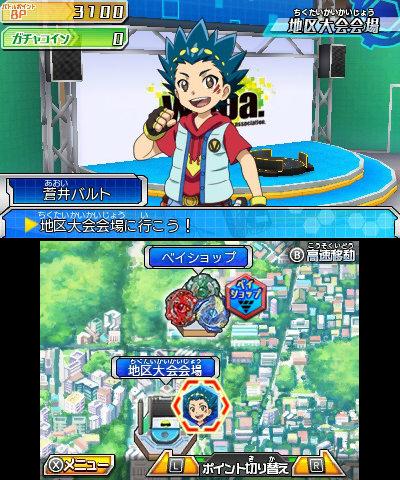 バトルポイント
BP 3100
ガチャコイン 0
ちくたいかいかいじょう
地区大会会場
W
a.
association.
あおい
蒼井バルト
ちくたいかいかいじょう い
地区大会会場に行こう！
ベイショップ
こうそくいどう
Ⓑ高速移動
ベイ
ショップ
ちくたいかいかいじょう
地区大会会場
Ⓧメニュー
L
き か
ポイント切り替え
R